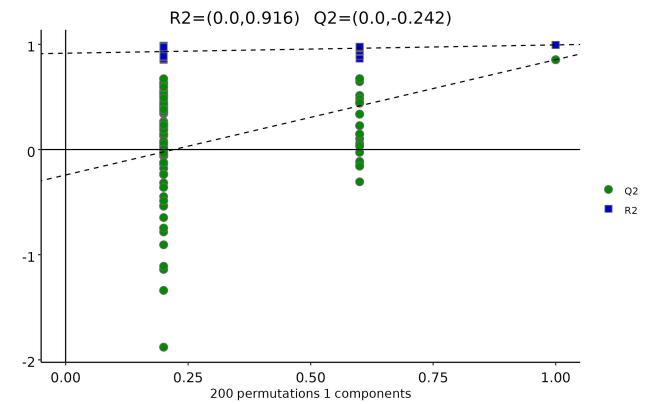 R2=(0.0,0.916) Q2=(0.0,-0.242)
1
0
-1
-2
Q2
R2
0.00 0.25 0.50 0.75 1.00
200 permutations 1 components